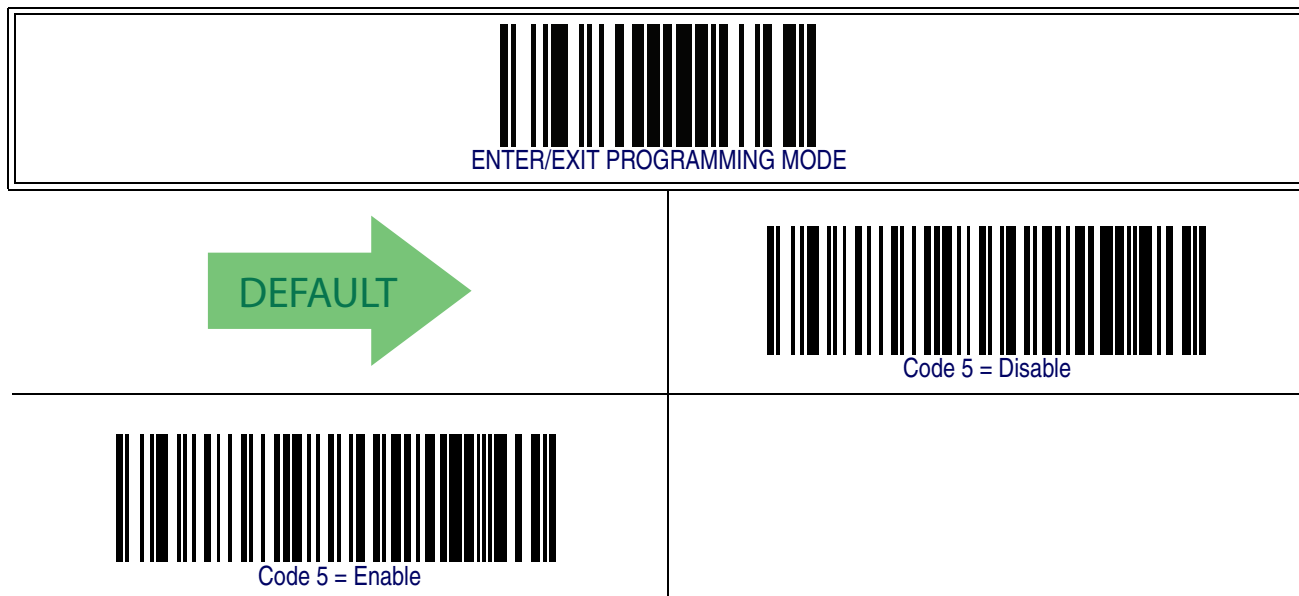 ENTER/EXIT PROGRAMMING MODE
DEFAULT
Code 5 = Disable
Code 5 = Enable